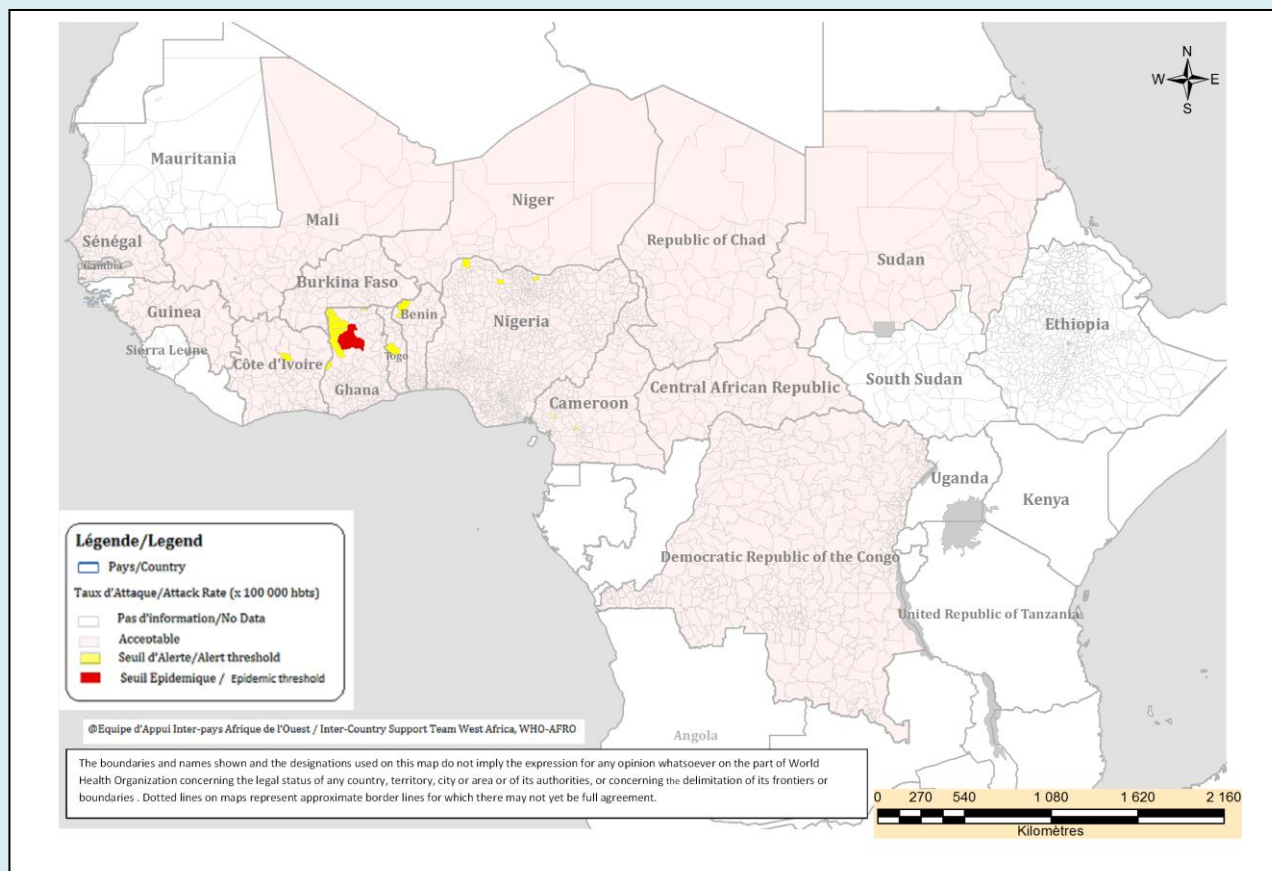 N
W E
S
Mauritania
Mali
Niger
Republic of Chad
Sudan
Sénégal
Gambia
Burkina Faso
Guinea
Benin
Nigeria
Ethiopia
Sierra Leone
Côte d'Ivoire
Togo
Ghana
South Sudan
Central African Republic
Cameroon
Uganda
Kenya
Democratic Republic of the Congo
United Republic of Tanzania
Angola
Légende/Legend
Pays/Country
Taux d'Attaque/Attack Rate (x 100 000 hbts)
Pas d'information/No Data
Acceptable
Seuil d'Alerte/Alert threshold
Seuil Epidemique / Epidemic threshold
@Equipe d'Appui Inter-pays Afrique de l'Ouest / Inter-Country Support Team West Africa, WHO-AFRO
The boundaries and names shown and the designations used on this map do not imply the expression for any opinion whatsoever on the part of World
Health Organization concerning the legal status of any country, territory, city or area or of its authorities, or concerning the delimitation of its frontiers or
boundaries . Dotted lines on maps represent approximate border lines for which there may not yet be full agreement.
0 270 540 1 080 1 620 2 160
Kilomètres